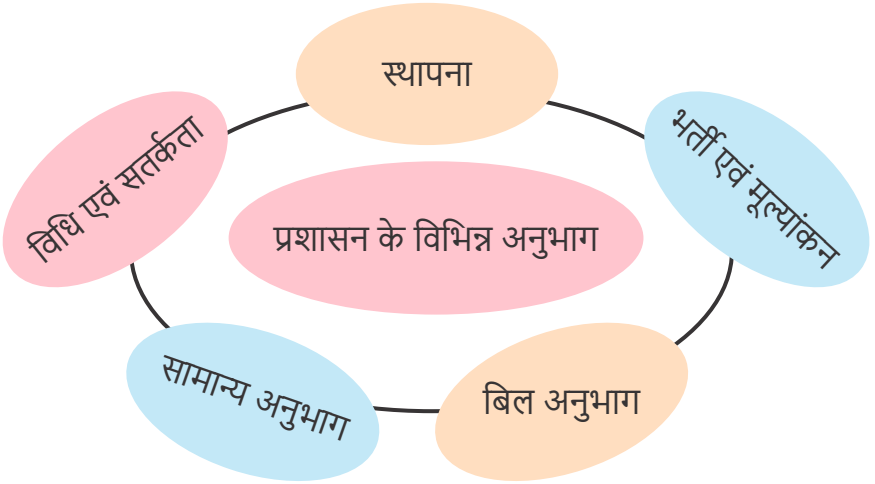 स्थापना
भर्ती एवं मूल्यांकन
विधि एवं सतर्कता
प्रशासन के विभिन्न अनुभाग
सामान्य अनुभाग
बिल अनुभाग